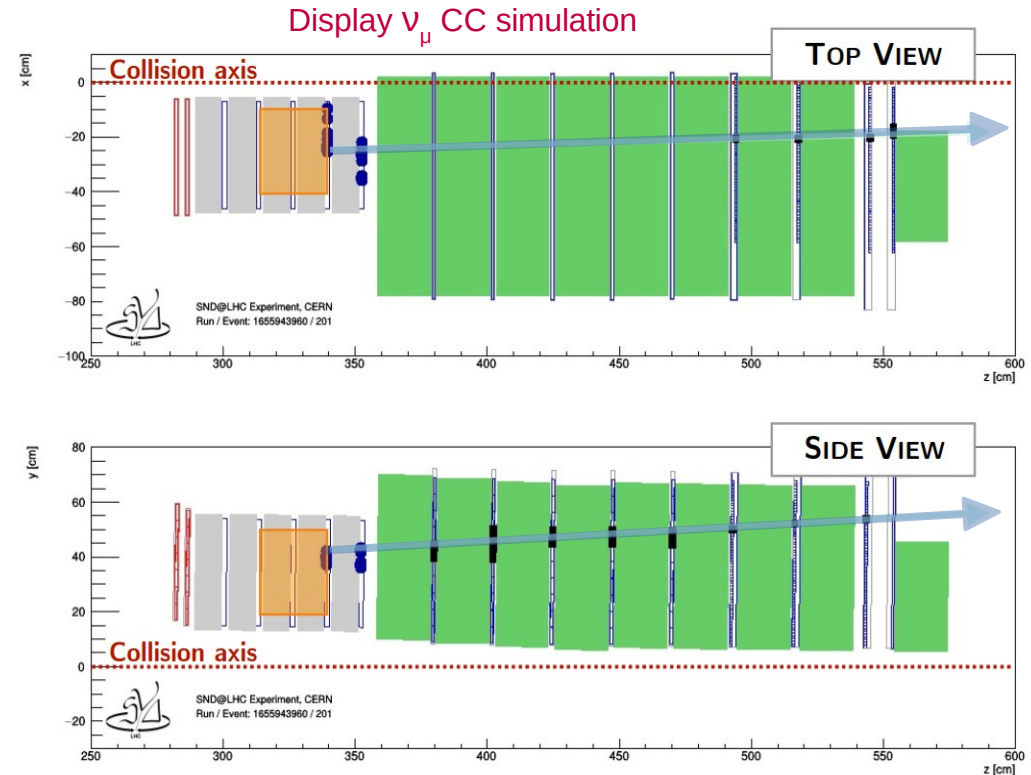 Display νμ CC simulation
x [cm]
TOP VIEW
Collision axis
0
−20
−40
−60
−80
−100
SND@LHC Experiment, CERN
Run / Event: 1655943960 / 201
LHC
250 300 350 400 450 500 550 600
z [cm]
y [cm]
SIDE VIEW
80
60
40
20
Collision axis
0
−20
SND@LHC Experiment, CERN
Run / Event: 1655943960 / 201
LHC
250 300 350 400 450 500 550 600
z [cm]